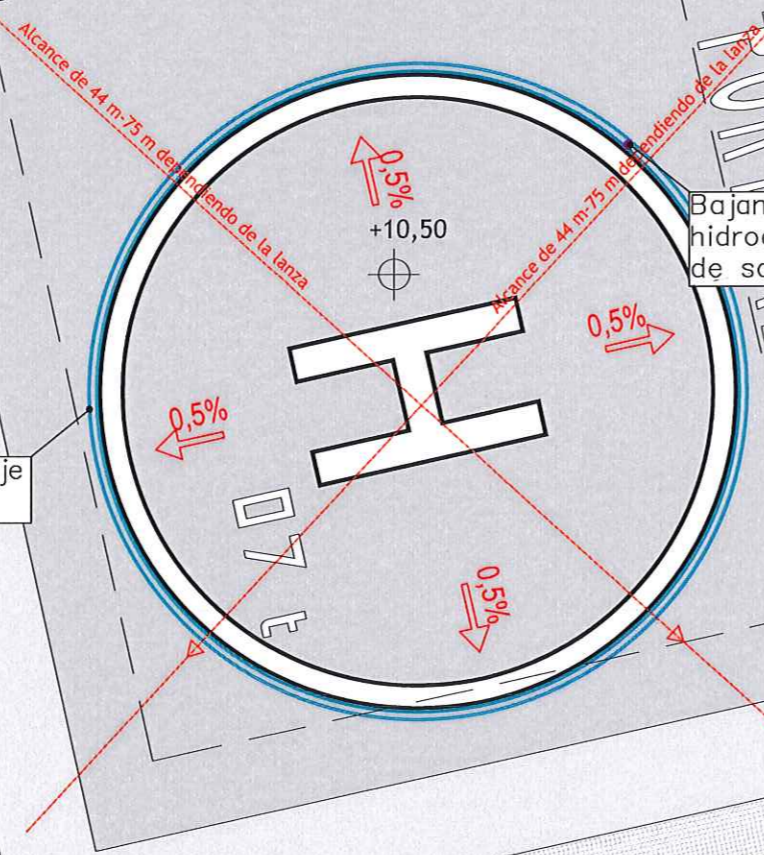 Alcance de 44 m-75 m dependiendo de la lanza
Alcance de 44 m-75 m dependiendo de la lanza
0,5%
+10,50
hidro
de
0,5%
H
0,5%
je
07 t
0,5%